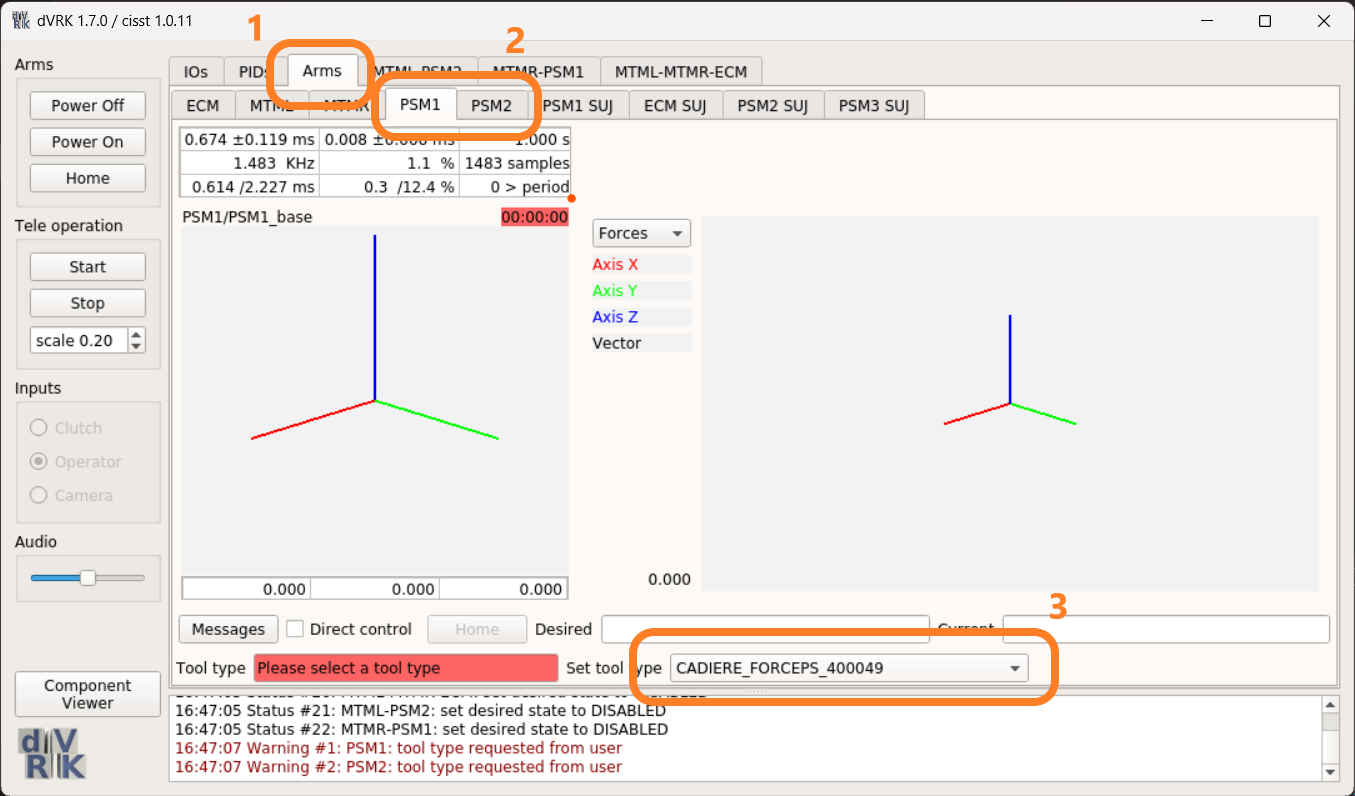 dVRK 1.7.0 / cisst 1.0.11
1
2
Arms
Power Off
Power On
Home
Tele operation
Start
Stop
scale 0.20
Inputs
Clutch
Operator
Camera
Audio
Component
Viewer
dVRK
IOs PIDs Arms MTML-PSM2 MTMR-PSM1 MTML-MTMR-ECM
ECM MTML MTMR PSM1 PSM2 PSM1 SUJ ECM SUJ PSM2 SUJ PSM3 SUJ
0.674 ±0.119 ms 0.008 ±0.006 ms 1.000 s
1.483 KHz 1.1 % 1483 samples
0.614 /2.227 ms 0.3 /12.4 % 0 > period
PSM1/PSM1_base 00:00:00
Forces
Axis X
Axis Y
Axis Z
Vector
0.000
0.000 0.000 0.000
3
Messages Direct control Home Desired Current
Tool type Please select a tool type Set tool type CADIERE_FORCEPS_400049
16:47:05 Status #21: MTML-PSM2: set desired state to DISABLED
16:47:05 Status #22: MTMR-PSM1: set desired state to DISABLED
16:47:07 Warning #1: PSM1: tool type requested from user
16:47:07 Warning #2: PSM2: tool type requested from user